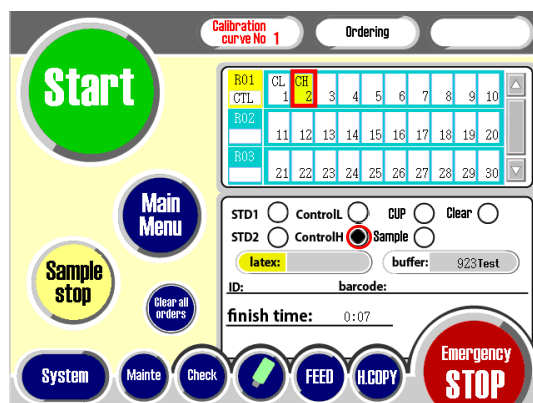 Calibration
curve No 1
Ordering
Start
R01 CL CH
CTL 1 2 3 4 5 6 7 8 9 10
R02
11 12 13 14 15 16 17 18 19 20
R03
21 22 23 24 25 26 27 28 29 30
Main
Menu
STD1 ControlL CUP Clear
STD2 ControlH Sample
latex: buffer: 923Test
Sample
stop
Clear all
orders
ID: barcode:
finish time: 0:07
Emergency
STOP
System Mainte Check FEED H.COPY